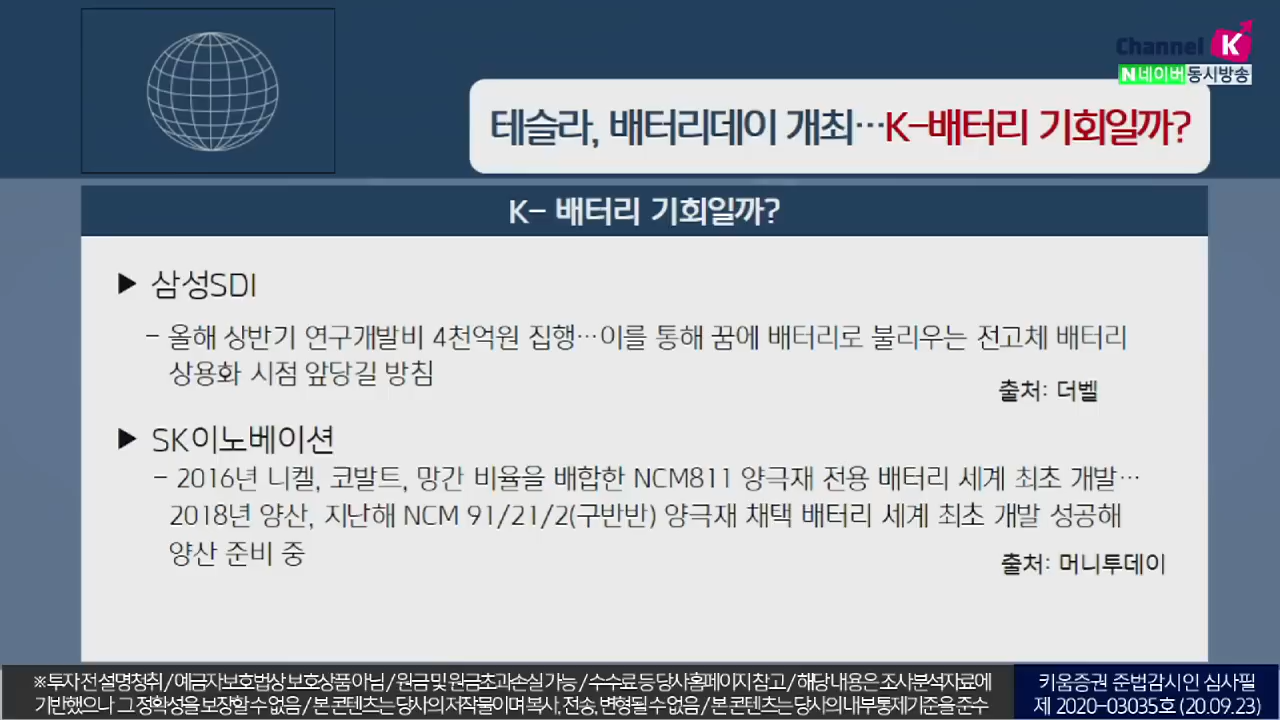 Channel K
N네이버동시방송
테슬라, 배터리데이 개최…K-배터리 기회일까?
K- 배터리 기회일까?
▶ 삼성SDI
- 올해 상반기 연구개발비 4천억원 집행…이를 통해 꿈에 배터리로 불리우는 전고체 배터리
상용화 시점 앞당길 방침
출처: 더벨
▶ SK이노베이션
- 2016년 니켈, 코발트, 망간 비율을 배합한 NCM811 양극재 전용 배터리 세계 최초 개발…
2018년 양산, 지난해 NCM 91/21/2(구반반) 양극재 채택 배터리 세계 최초 개발 성공해
양산 준비 중
출처: 머니투데이
※ 투자 전 설명청취 / 예금자보호법상 보호상품 아님 / 원금 및 원금초과손실 가능 / 수수료 등 당사홈페이지 참고 / 해당 내용은 조사분석자료에
기반했으나 그 정확성을 보장할 수 없음 / 본 콘텐츠는 당사의 저작물이며 복사, 전송, 변형될 수 없음 / 본 콘텐츠는 당사의 내부통제기준을 준수
키움증권 준법감시인 심사필
제 2020-03035호 (20.09.23)